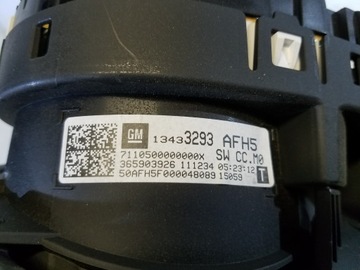 GM 13433293 AFH5
7110500000000X SW CC.M0
365903926 111234 05:23:12
50AFH5F000048089 15059 T